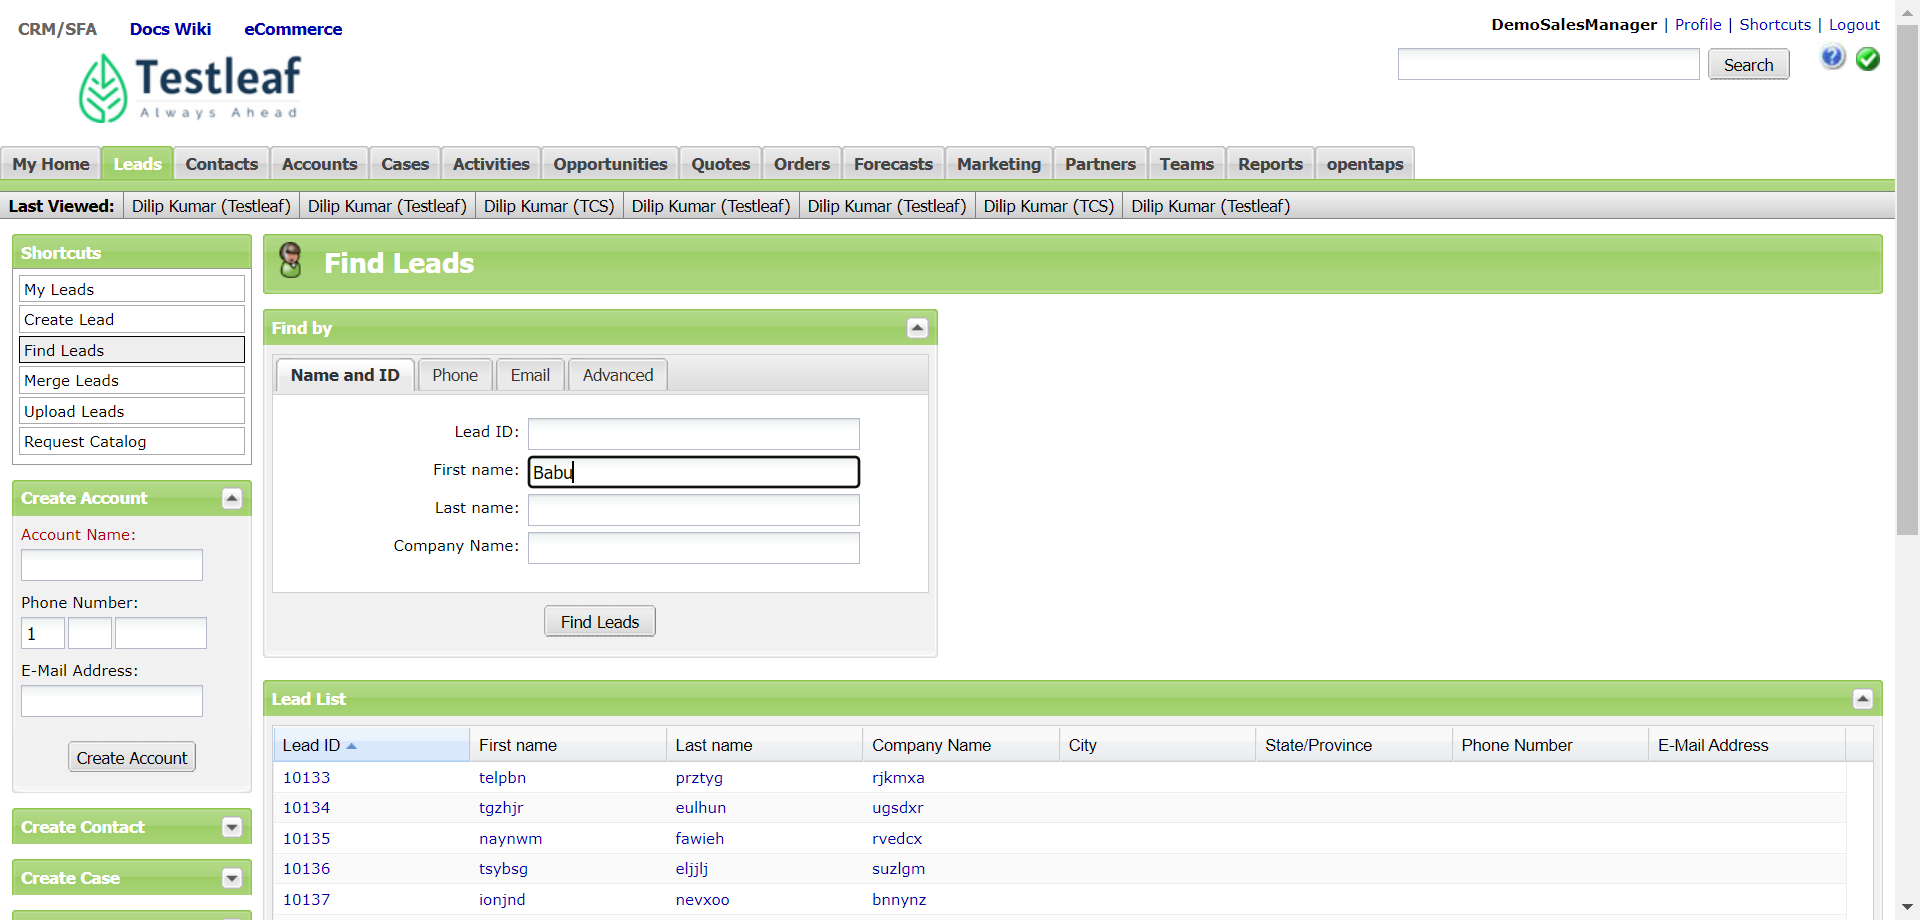 CRM/SFA Docs Wiki eCommerce
DemoSalesManager | Profile | Shortcuts | Logout
Testleaf
Always Ahead
Search
My Home Leads Contacts Accounts Cases Activities Opportunities Quotes Orders Forecasts Marketing Partners Teams Reports opentaps
Last Viewed: Dilip Kumar (Testleaf) Dilip Kumar (Testleaf) Dilip Kumar (TCS) Dilip Kumar (Testleaf) Dilip Kumar (Testleaf) Dilip Kumar (TCS) Dilip Kumar (Testleaf)
Shortcuts
My Leads
Create Lead
Find Leads
Merge Leads
Upload Leads
Request Catalog
Create Account
Account Name:
Phone Number:
1
E-Mail Address:
Create Account
Create Contact
Create Case
Find Leads
Find by
Name and ID Phone Email Advanced
Lead ID:
First name: Babu
Last name:
Company Name:
Find Leads
Lead List
Lead ID First name Last name Company Name City State/Province Phone Number E-Mail Address
10133 telpbn prztyg rjkmxa
10134 tgzhjr eulhun ugsdxr
10135 naynwm fawieh rvedcx
10136 tsybsg eljjlj suzlgm
10137 ionjnd nevxoo bnnynz